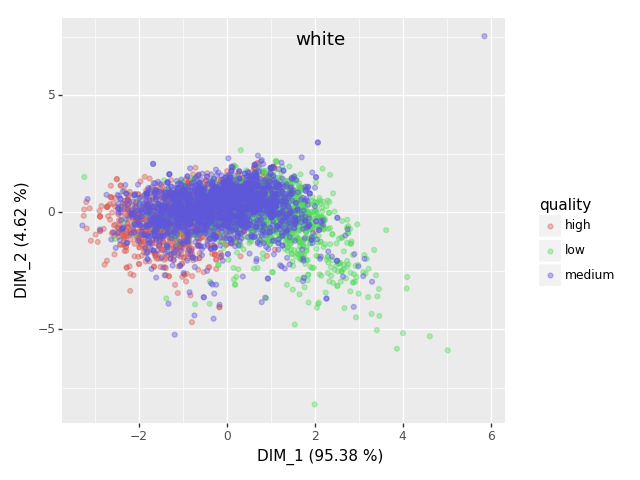 white
5
0
−5
−2
0
2
4
6
DIM_1 (95.38 %)
DIM_2 (4.62 %)
quality
high
low
medium